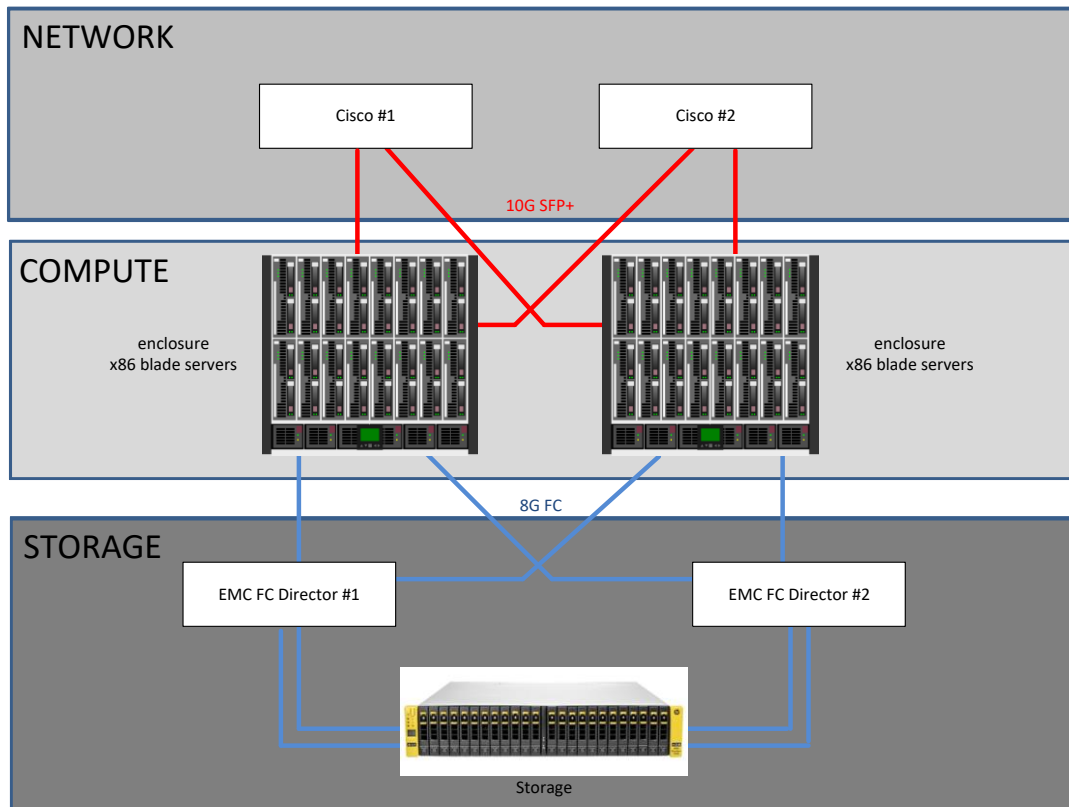 NETWORK
Cisco #1
Cisco #2
10G SFP+
COMPUTE
enclosure
x86 blade servers
enclosure
x86 blade servers
8G FC
STORAGE
EMC FC Director #1
EMC FC Director #2
Storage